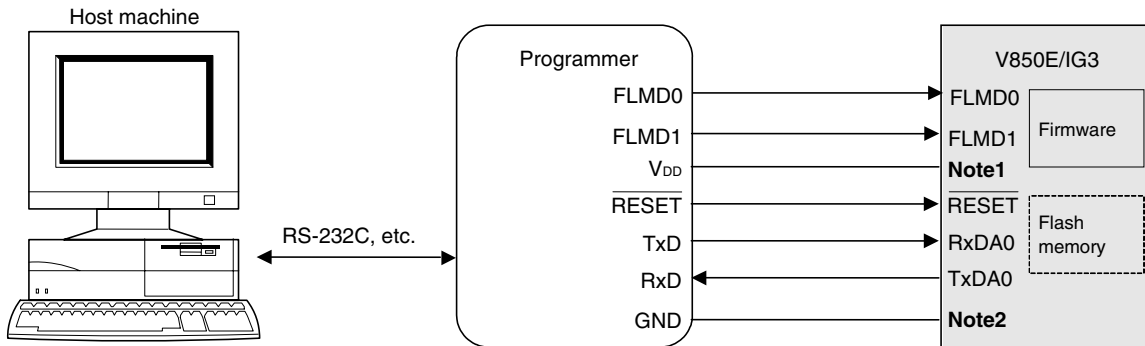 Host machine
RS-232C, etc.
Programmer
FLMD0
FLMD1
VDD
RESET
TxD
RxD
GND
V850E/IG3
FLMD0
FLMD1
Note1
RESET
RxDA0
TxDA0
Note2
Firmware
Flash
memory